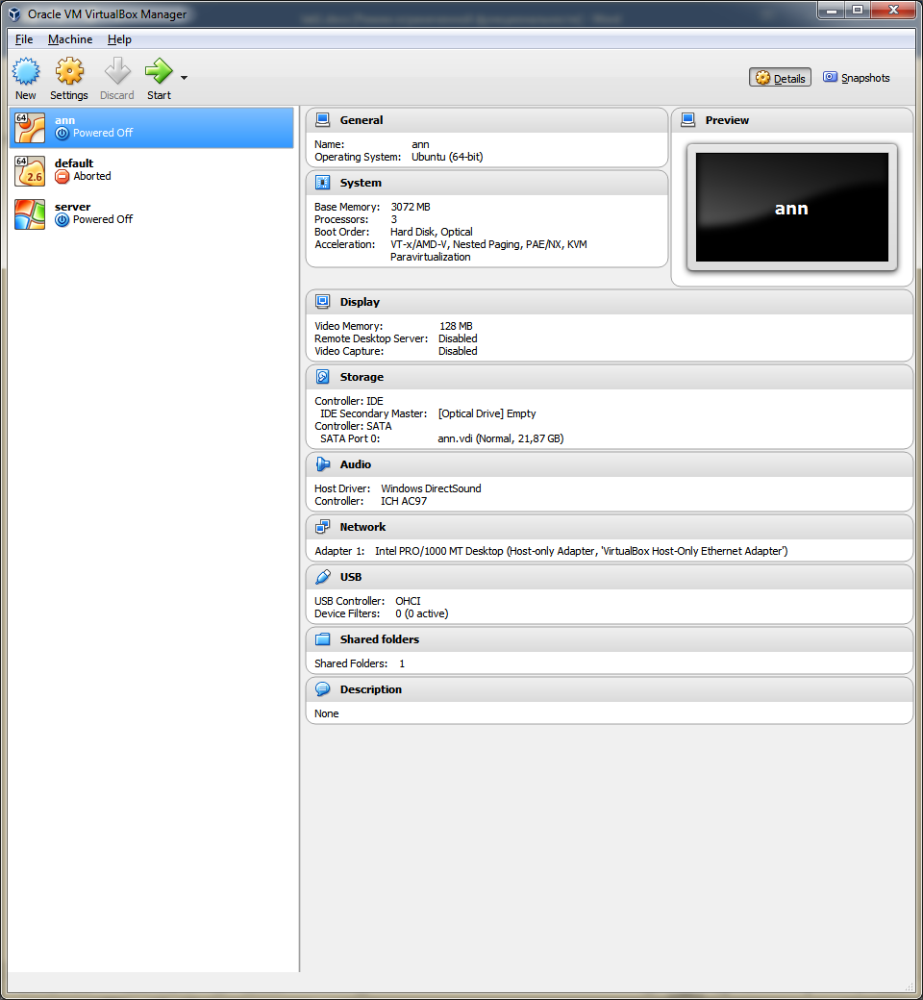 Oracle VM VirtualBox Manager
File Machine Help
New Settings Discard Start Details Snapshots
64 ann
Powered Off
64 default
2.6 Aborted
server
Powered Off
General
Name: ann
Operating System: Ubuntu (64-bit)
System
Base Memory: 3072 MB
Processors: 3
Boot Order: Hard Disk, Optical
Acceleration: VT-x/AMD-V, Nested Paging, PAE/NX, KVM
Paravirtualization
Preview
ann
Display
Video Memory: 128 MB
Remote Desktop Server: Disabled
Video Capture: Disabled
Storage
Controller: IDE
IDE Secondary Master: [Optical Drive] Empty
Controller: SATA
SATA Port 0: ann.vdi (Normal, 21,87 GB)
Audio
Host Driver: Windows DirectSound
Controller: ICH AC97
Network
Adapter 1: Intel PRO/1000 MT Desktop (Host-only Adapter, 'VirtualBox Host-Only Ethernet Adapter')
USB
USB Controller: OHCI
Device Filters: 0 (0 active)
Shared folders
Shared Folders: 1
Description
None